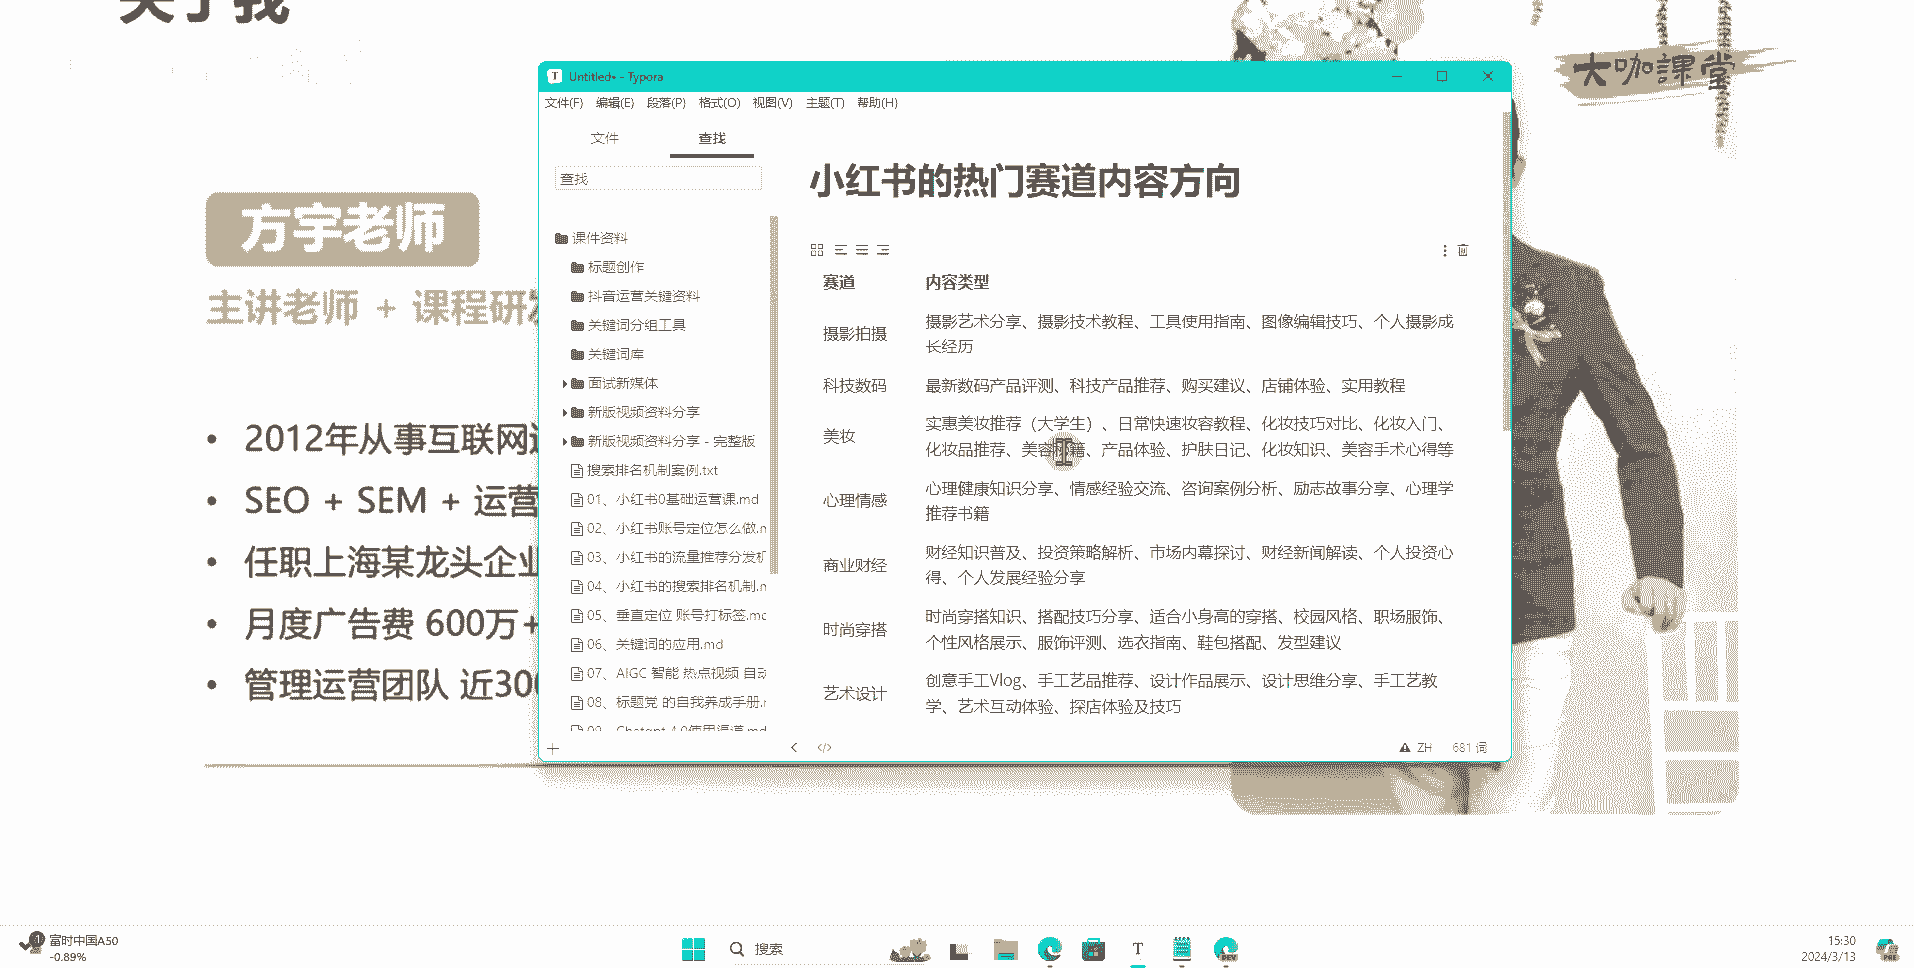 关于我
大咖課堂
方宇老师
主讲老师 + 课程研
2012年从事互联网
SEO + SEM + 运营
任职上海某龙头企业
月度广告费 600万+
管理运营团队 近300
Untitled• - Typora
文件(F) 编辑(E) 段落(P) 格式(O) 视图(V) 主题(T) 帮助(H)
文件 查找
查找
课件资料
标题创作
抖音运营关键资料
关键词分组工具
关键词库
面试新媒体
新版视频资料分享
新版视频资料分享 - 完整版
搜索排名机制案例.txt
01、小红书0基础运营课.md
02、小红书账号定位怎么做.m
03、小红书的流量推荐分发机
04、小红书的搜索排名机制.m
05、垂直定位 账号打标签.md
06、关键词的应用.md
07、AIGC 智能 热点视频 自动
08、标题党 的自我养成手册.r
09、Chatgpt 4.0使用渠道.md
小红书的热门赛道内容方向
赛道 内容类型
摄影拍摄 摄影艺术分享、摄影技术教程、工具使用指南、图像编辑技巧、个人摄影成
长经历
科技数码 最新数码产品评测、科技产品推荐、购买建议、店铺体验、实用教程
美妆 实惠美妆推荐（大学生）、日常快速妆容教程、化妆技巧对比、化妆入门、
化妆品推荐、美容秘籍、产品体验、护肤日记、化妆知识、美容手术心得等
心理情感 心理健康知识分享、情感经验交流、咨询案例分析、励志故事分享、心理学
推荐书籍
商业财经 财经知识普及、投资策略解析、市场内幕探讨、财经新闻解读、个人投资心
得、个人发展经验分享
时尚穿搭 时尚穿搭知识、搭配技巧分享、适合小身高的穿搭、校园风格、职场服饰、
个性风格展示、服饰评测、选衣指南、鞋包搭配、发型建议
艺术设计 创意手工Vlog、手工艺品推荐、设计作品展示、设计思维分享、手工艺教
学、艺术互动体验、探店体验及技巧
ZH 681 词
1
富时中国A50
-0.89%
搜索
T
DEV
15:30
2024/3/13
PRE